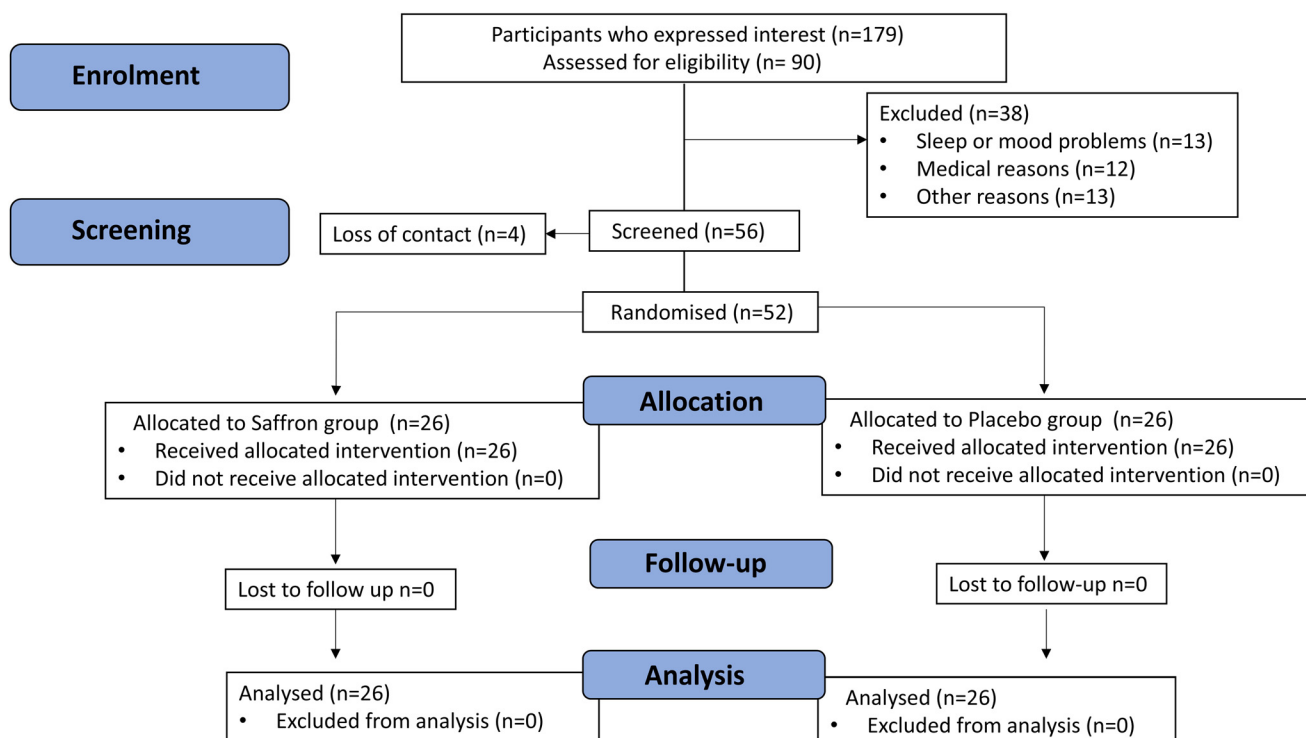 Participants who expressed interest (n=179)
Assessed for eligibility (n= 90)
Enrolment
Excluded (n=38)
• Sleep or mood problems (n=13)
• Medical reasons (n=12)
• Other reasons (n=13)
Screening
Loss of contact (n=4)
Screened (n=56)
Randomised (n=52)
Allocation
Allocated to Saffron group (n=26)
• Received allocated intervention (n=26)
• Did not receive allocated intervention (n=0)
Allocated to Placebo group (n=26)
• Received allocated intervention (n=26)
• Did not receive allocated intervention (n=0)
Follow-up
Lost to follow up n=0
Lost to follow-up n=0
Analysis
Analysed (n=26)
• Excluded from analysis (n=0)
Analysed (n=26)
• Excluded from analysis (n=0)